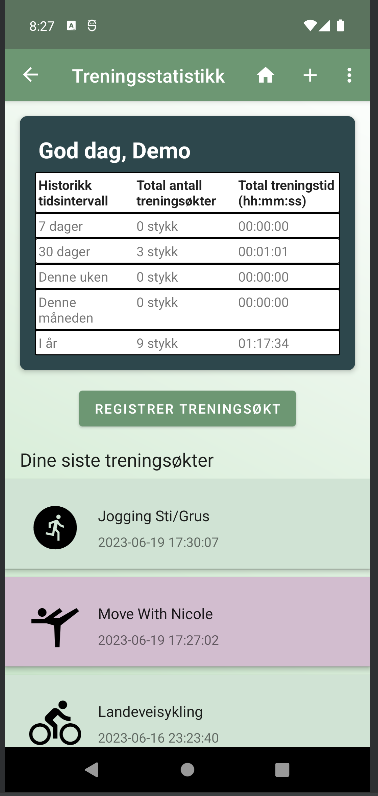 8:27 A
Treningsstatistikk
God dag, Demo
Historikk Total antall Total treningstid
tidsintervall treningsøkter (hh:mm:ss)
7 dager 0 stykk 00:00:00
30 dager 3 stykk 00:01:01
Denne uken 0 stykk 00:00:00
Denne 0 stykk 00:00:00
måneden
I år 9 stykk 01:17:34
REGISTRER TRENINGSØKT
Dine siste treningsøkter
Jogging Sti/Grus
2023-06-19 17:30:07
Move With Nicole
2023-06-19 17:27:02
Landeveisykling
2023-06-16 23:23:40